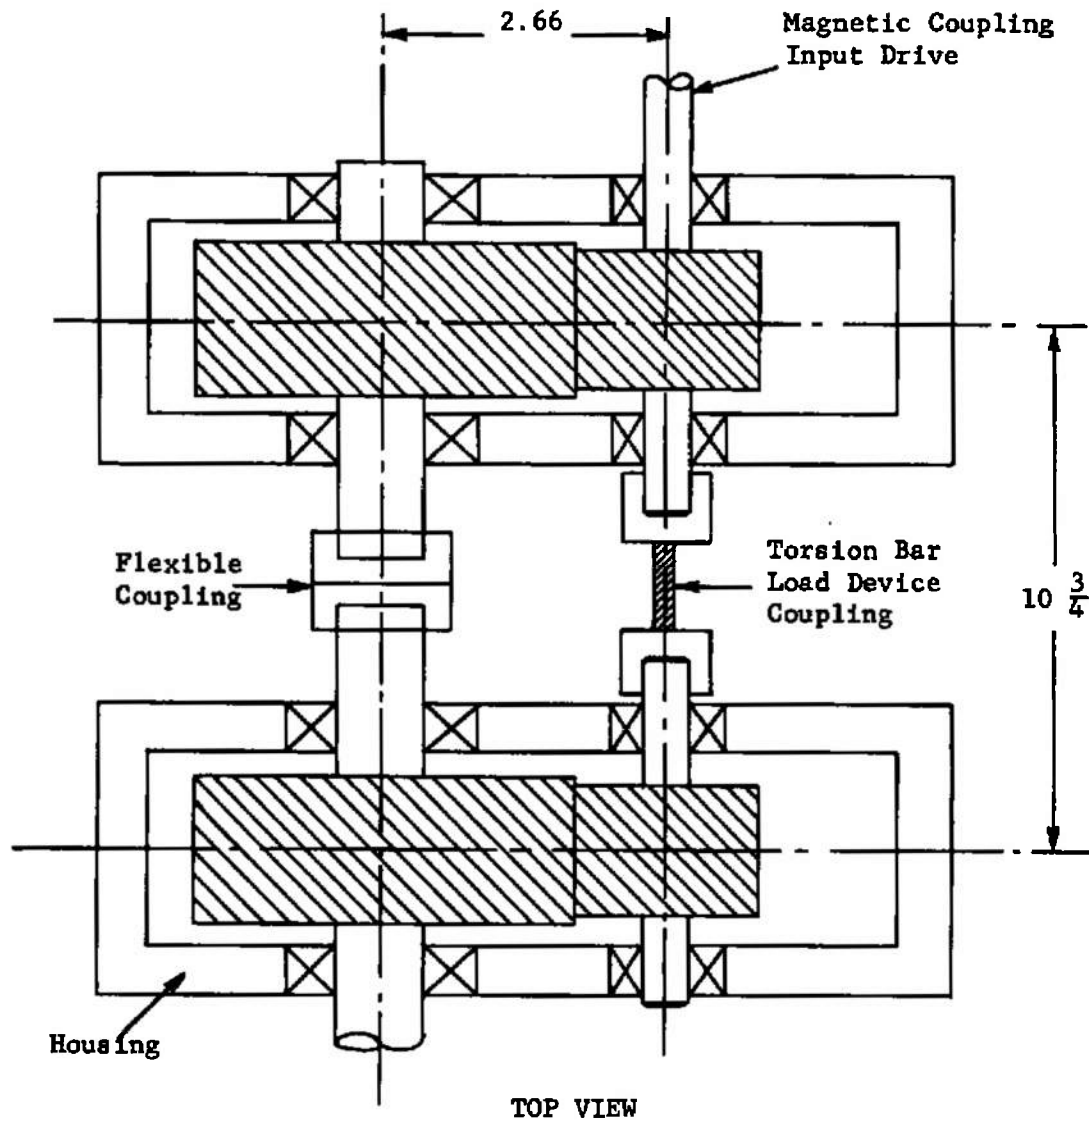 2.66
Magnetic Coupling
Input Drive
Flexible
Coupling
Torsion Bar
Load Device
Coupling
10 3/4
Housing
TOP VIEW